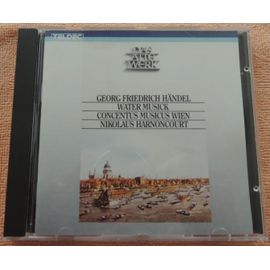 TELDEC
DAS
ALTE
WERK
GEORG FRIEDRICH HÄNDEL
WATER MUSICK
CONCENTUS MUSICUS WIEN
NIKOLAUS HARNONCOURT